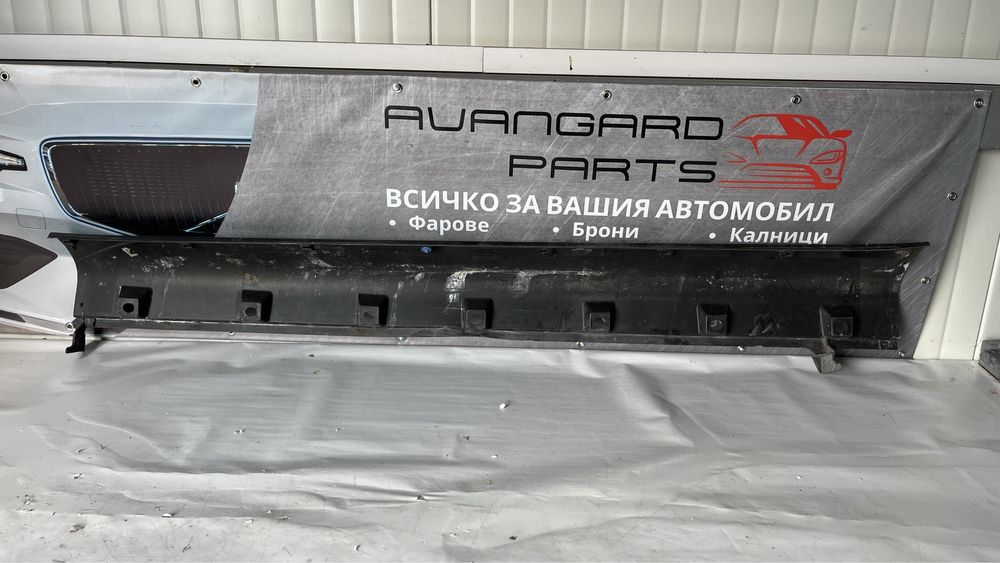 AVANGARD
PARTS
ВСИЧКО ЗА ВАШИЯ АВТОМОБИЛ
• Фарове • Брони • Калници